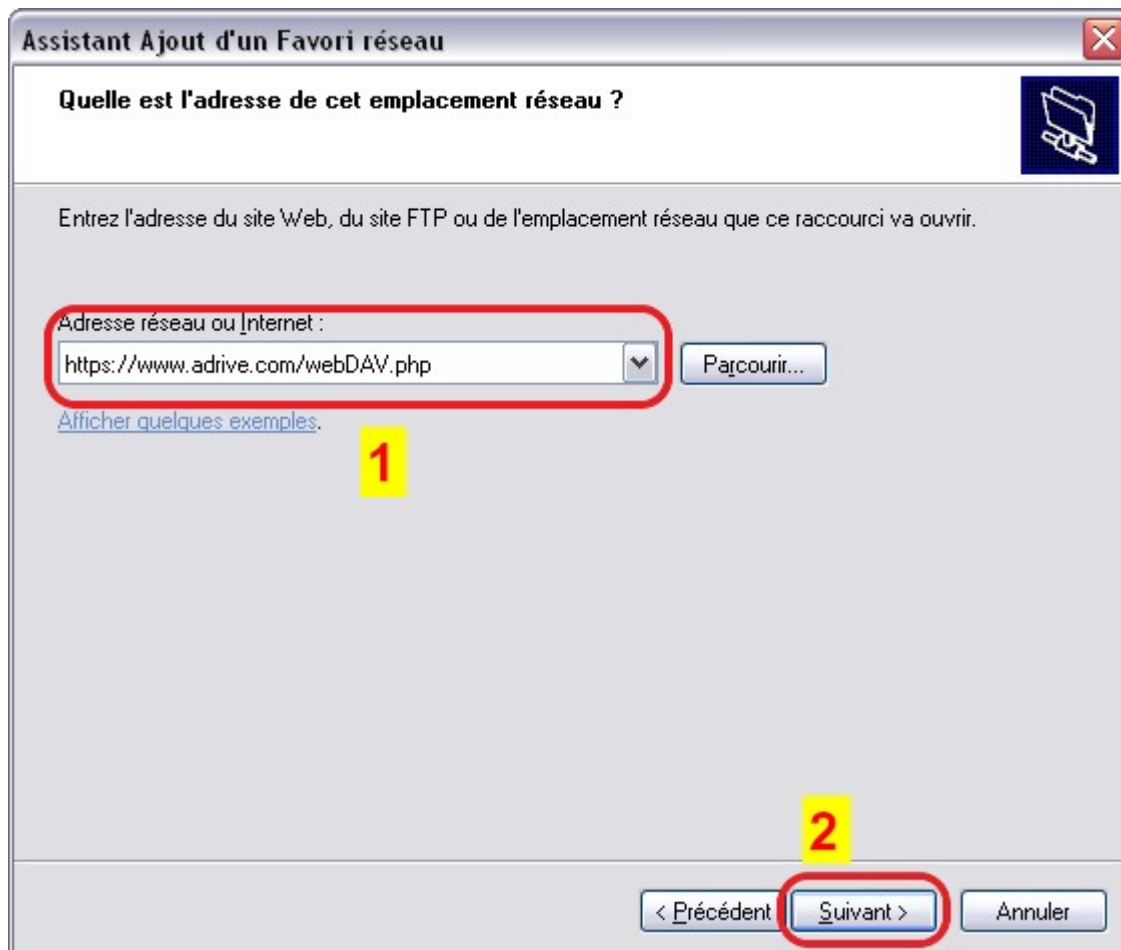 Assistant Ajout d'un Favori réseau
Quelle est l'adresse de cet emplacement réseau ?
Entrez l'adresse du site Web, du site FTP ou de l'emplacement réseau que ce raccourci va ouvrir.
Adresse réseau ou Internet :
https://www.adrive.com/webDAV.php
Parcourir...
Afficher quelques exemples.
1
2
< Précédent
Suivant >
Annuler